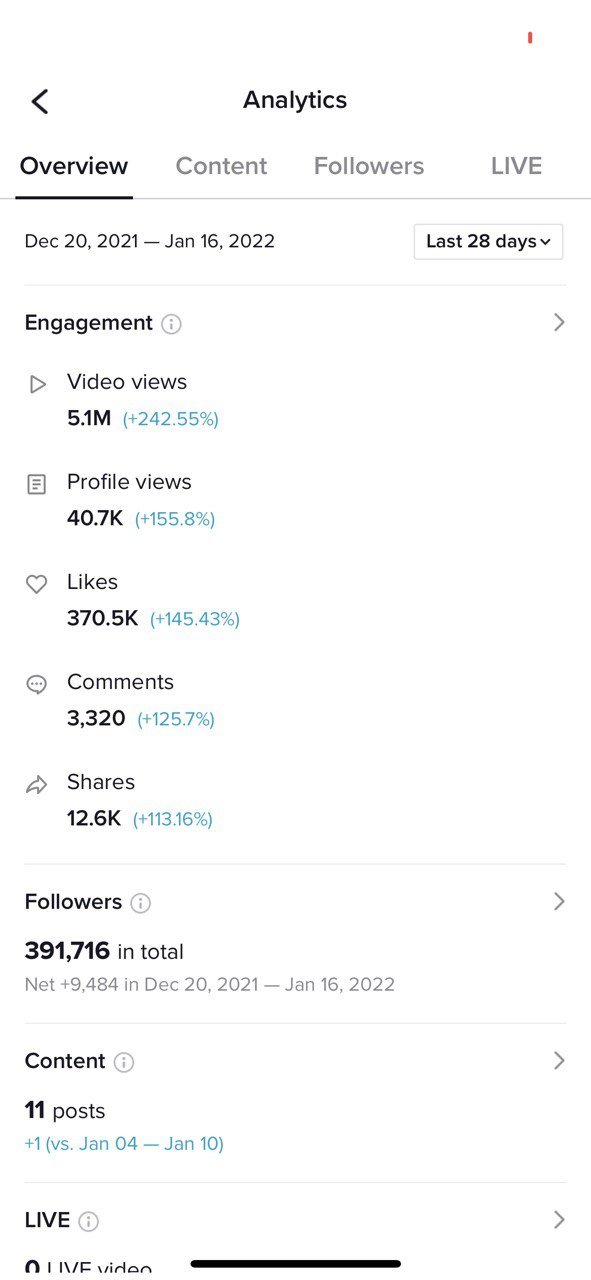 Analytics
Overview Content Followers LIVE
Dec 20, 2021 — Jan 16, 2022 Last 28 days
Engagement
Video views
5.1M (+242.55%)
Profile views
40.7K (+155.8%)
Likes
370.5K (+145.43%)
Comments
3,320 (+125.7%)
Shares
12.6K (+113.16%)
Followers
391,716 in total
Net +9,484 in Dec 20, 2021 — Jan 16, 2022
Content
11 posts
+1 (vs. Jan 04 — Jan 10)
LIVE
0 LIVE video